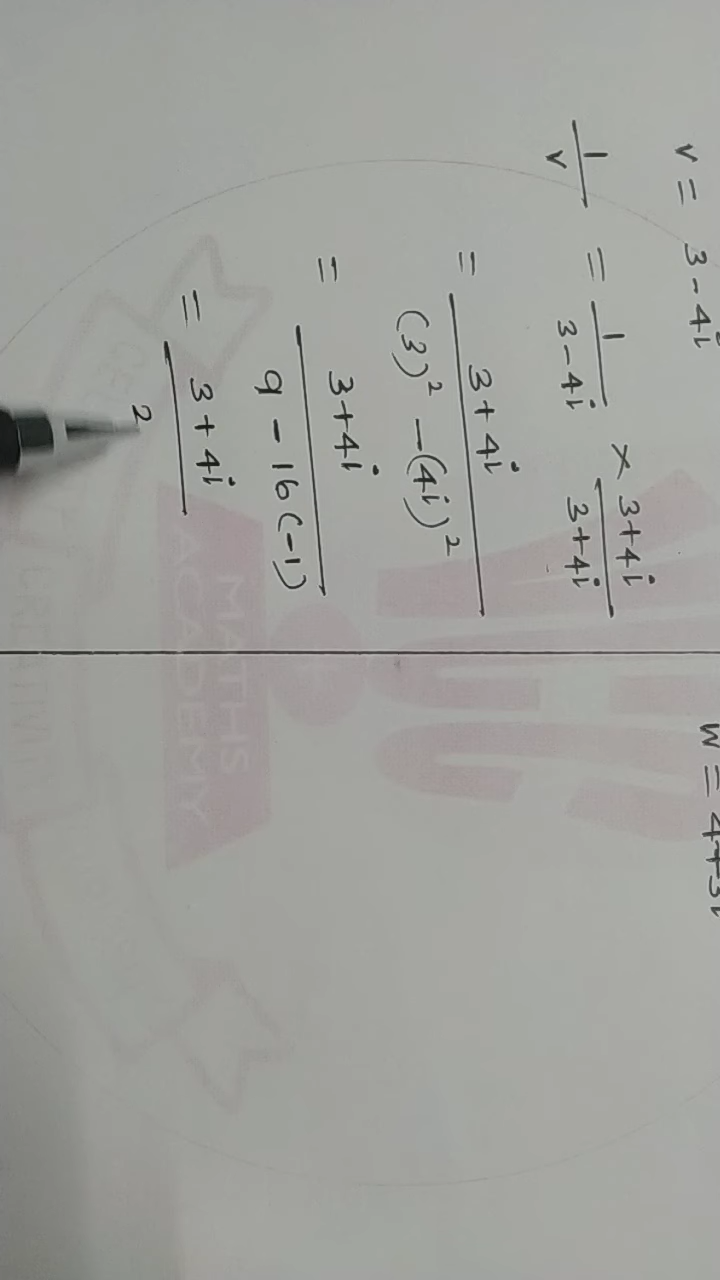 v = 3-4i
1/v = 1/(3-4i) × (3+4i)/(3+4i)
= (3+4i)/((3)² -(4i)²)
= (3+4i)/(9 - 16(-1))
= (3+4i)/2
w = 4+3i
MATHS
ACADEMY